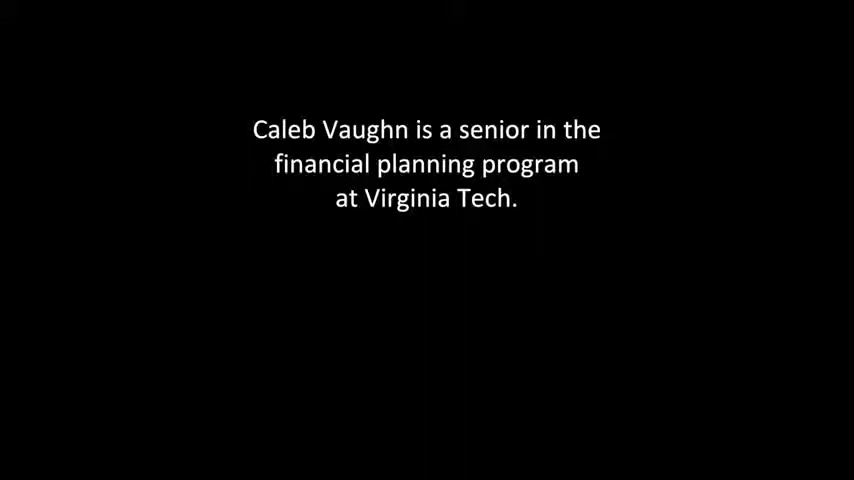 Caleb Vaughn is a senior in the
financial planning program
at Virginia Tech.